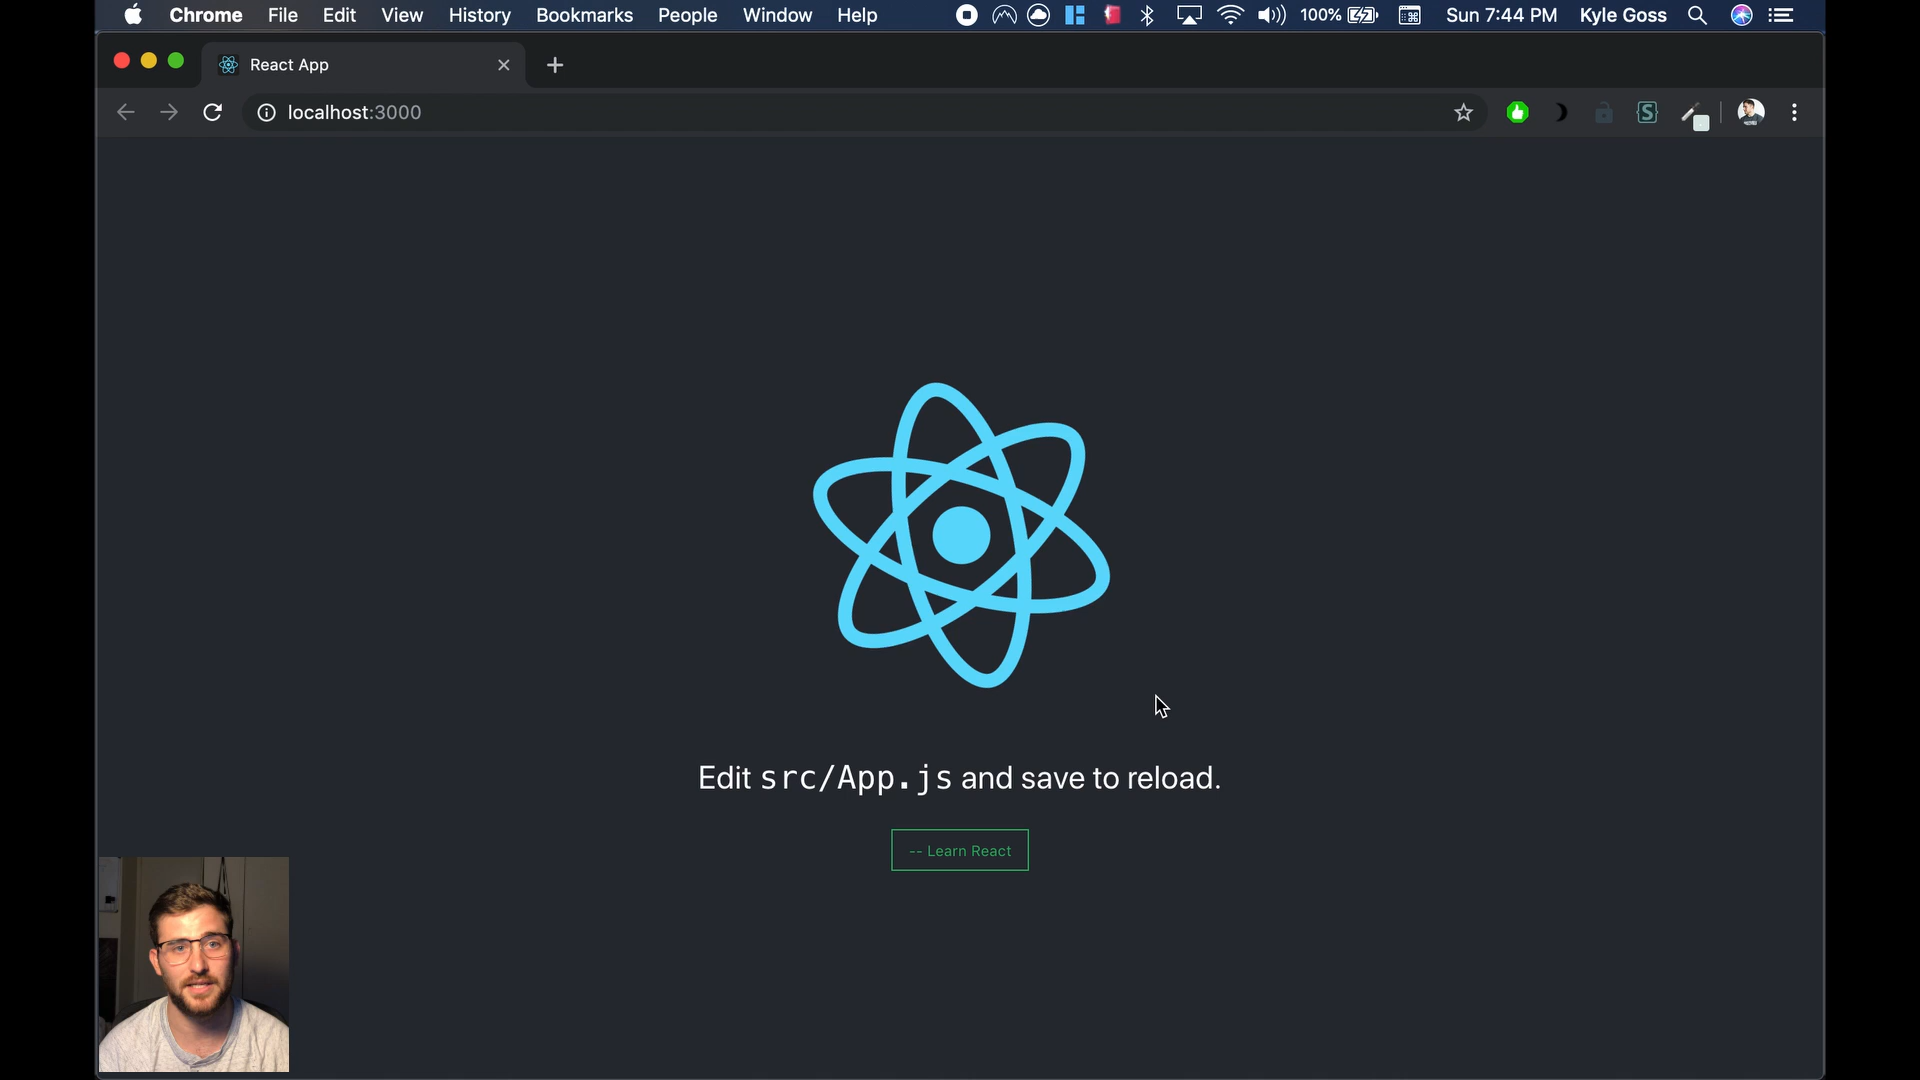 Chrome File Edit View History Bookmarks People Window Help 100% Sun 7:44 PM Kyle Goss
React App
localhost:3000
Edit src/App.js and save to reload.
-- Learn React